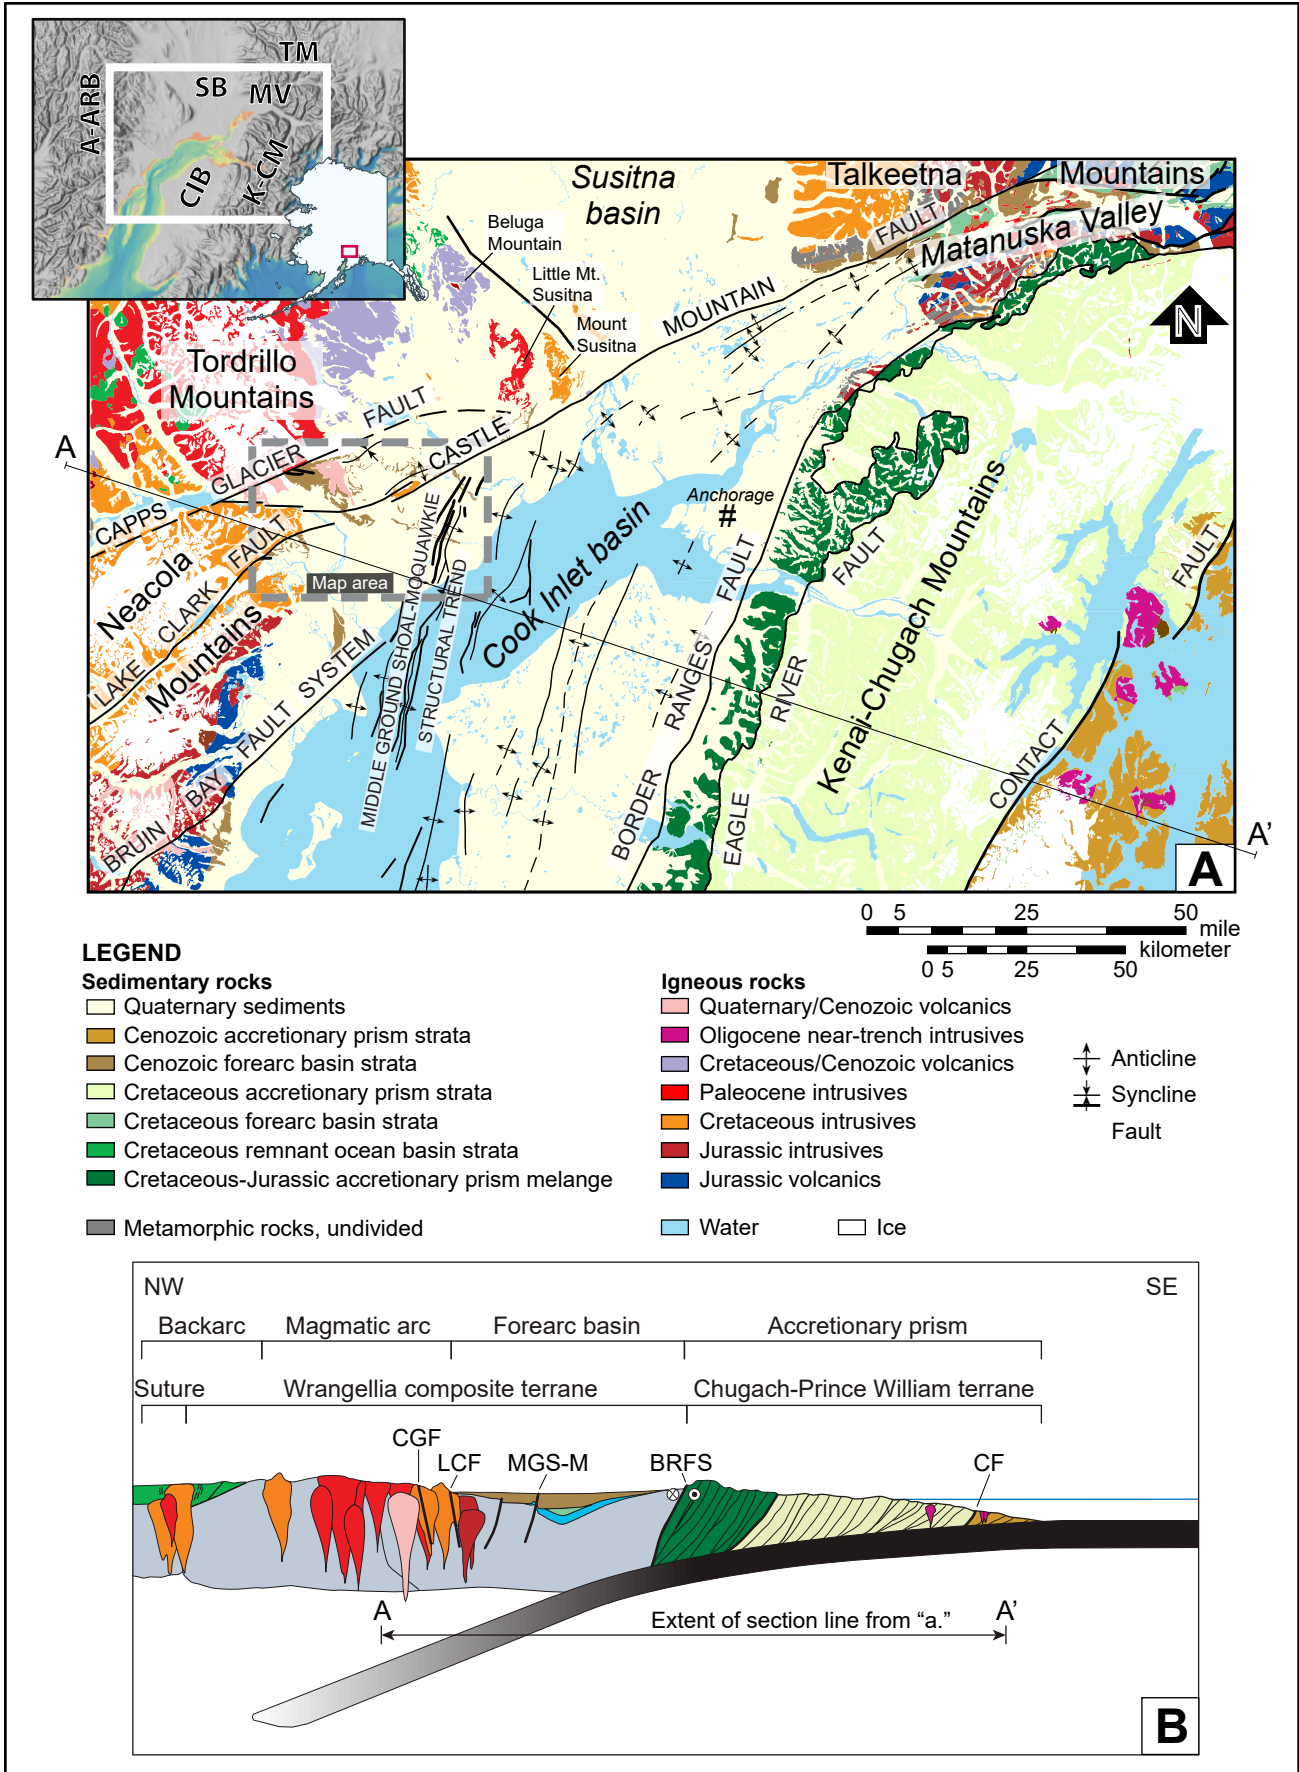 TM
SB
MV
A-ARB
CIB
K-CM
Susitna
basin
Talkeetna
Mountains
FAULT
Matanuska Valley
Beluga
Mountain
Little Mt.
Susitna
Mount
Susitna
MOUNTAIN
N
Tordrillo
Mountains
FAULT
CASTLE
GLACIER
CAPPS
A
Anchorage
#
Neacola
Mountains
FAULT
CLARK
LAKE
Map area
MIDDLE GROUND SHOAL-MOQUAWKIE
STRUCTURAL TREND
Cook Inlet basin
FAULT
RANGES
BORDER
FAULT
RIVER
EAGLE
Kenai-Chugach Mountains
FAULT
CONTACT
SYSTEM
FAULT
BAY
BRUIN
A'
A
0 5 25 50
mile
kilometer
0 5 25 50
LEGEND
Sedimentary rocks
Quaternary sediments
Cenozoic accretionary prism strata
Cenozoic forearc basin strata
Cretaceous accretionary prism strata
Cretaceous forearc basin strata
Cretaceous remnant ocean basin strata
Cretaceous-Jurassic accretionary prism melange
Metamorphic rocks, undivided
Igneous rocks
Quaternary/Cenozoic volcanics
Oligocene near-trench intrusives
Cretaceous/Cenozoic volcanics
Paleocene intrusives
Cretaceous intrusives
Jurassic intrusives
Jurassic volcanics
Water
Ice
Anticline
Syncline
Fault
NW
SE
Backarc
Magmatic arc
Forearc basin
Accretionary prism
Suture
Wrangellia composite terrane
Chugach-Prince William terrane
CGF
LCF
MGS-M
BRFS
CF
A
Extent of section line from “a.”
A'
B